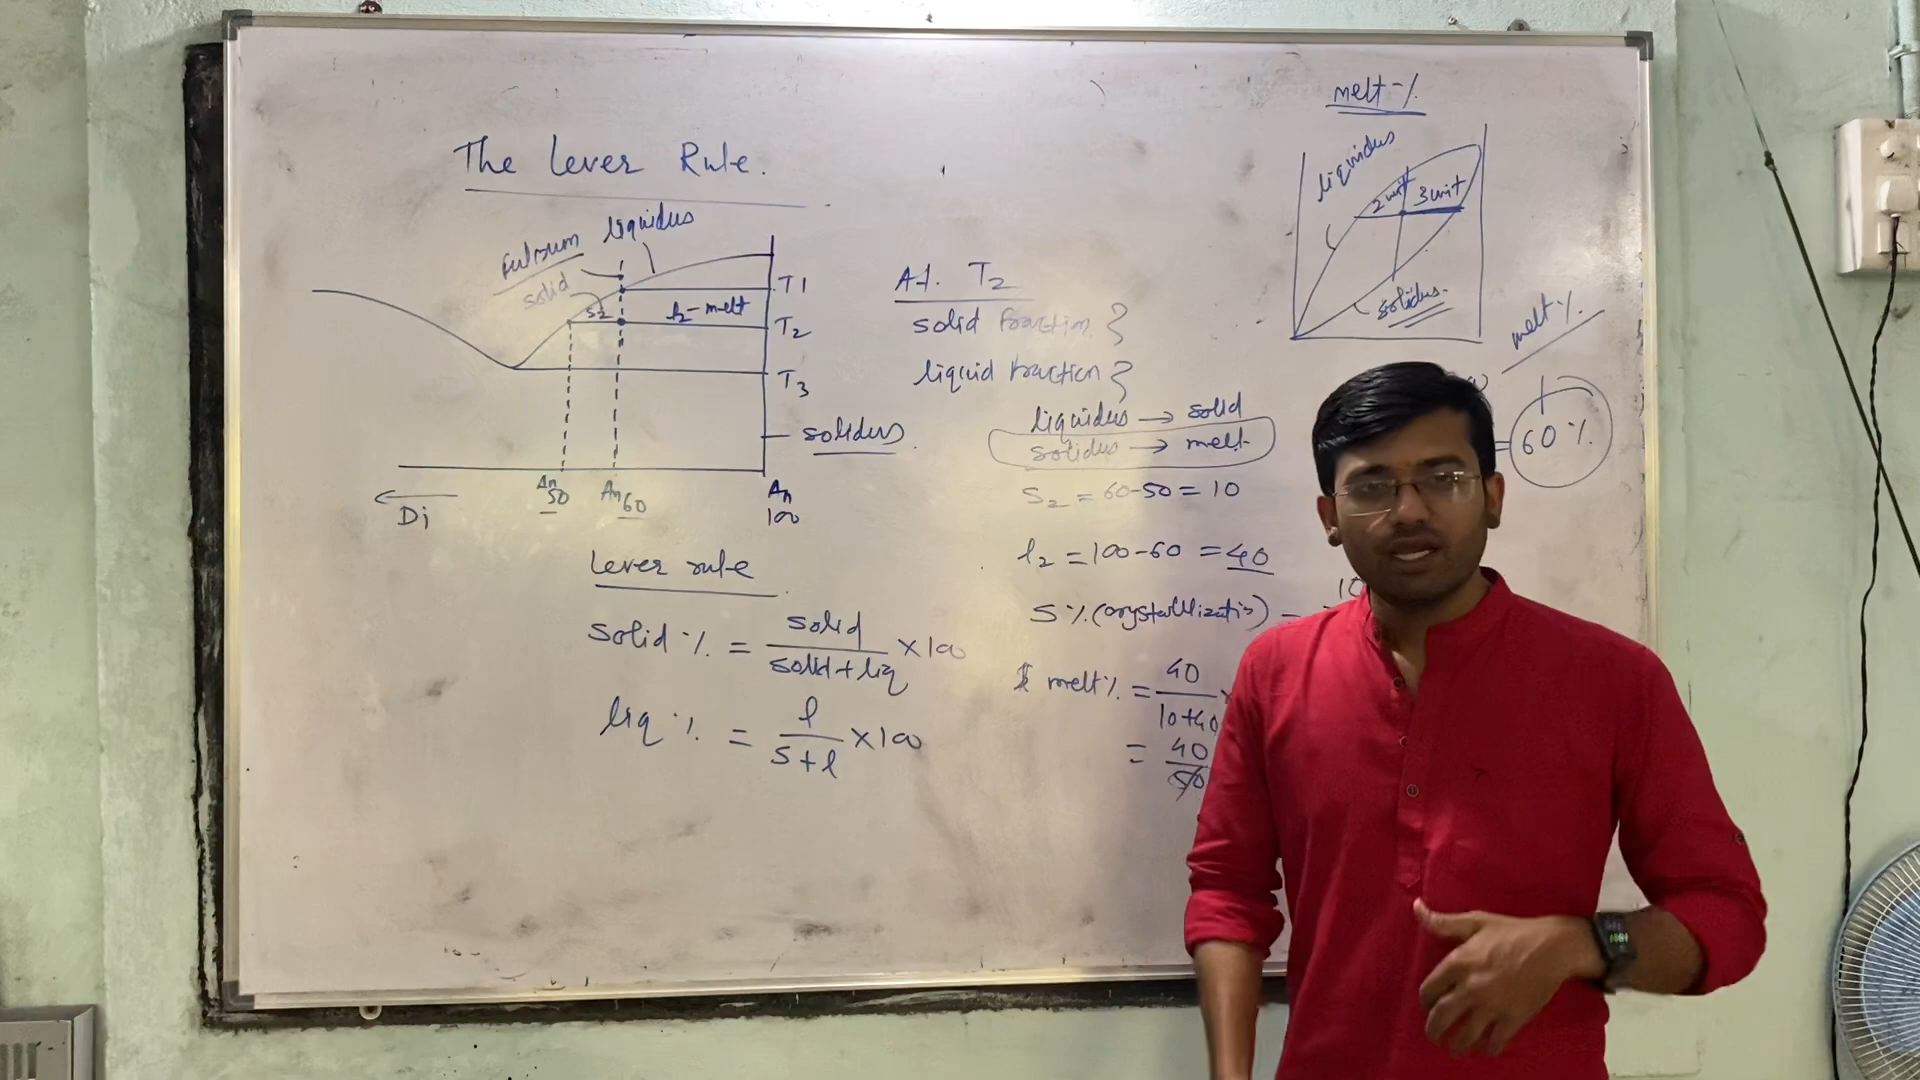 The Lever Rule.
liquidus
Fulcrum
solid
S2
l2-melt
T1
T2
T3
solidus.
An 50
An 60
An 100
Di
Lever rule
solid % = solid / solid + liq × 100
liq % = l / s + l × 100
At. T2
solid fraction }
liquid fraction }
liquidus → solid
solidus → melt
S2 = 60-50 = 10
l2 = 100-60 = 40
S % (crystallizatio) = 10
melt % = 40 / 10+40 ×
= 40 / 50
melt-%
liquidus
2 unit
3 unit
solidus.
melt %
= 60 %